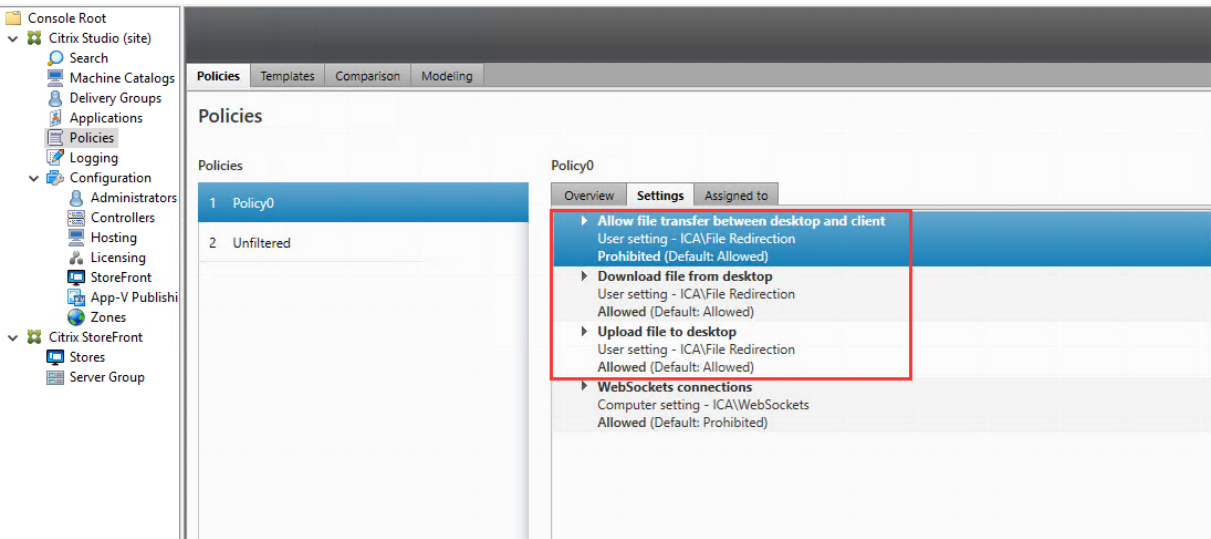 Console Root
Citrix Studio (site)
Search
Machine Catalogs
Delivery Groups
Applications
Policies
Logging
Configuration
Administrators
Controllers
Hosting
Licensing
StoreFront
App-V Publishi
Zones
Citrix StoreFront
Stores
Server Group
Policies Templates Comparison Modeling
Policies
Policies
1 Policy0
2 Unfiltered
Policy0
Overview Settings Assigned to
Allow file transfer between desktop and client
User setting - ICA\File Redirection
Prohibited (Default: Allowed)
Download file from desktop
User setting - ICA\File Redirection
Allowed (Default: Allowed)
Upload file to desktop
User setting - ICA\File Redirection
Allowed (Default: Allowed)
WebSockets connections
Computer setting - ICA\WebSockets
Allowed (Default: Prohibited)